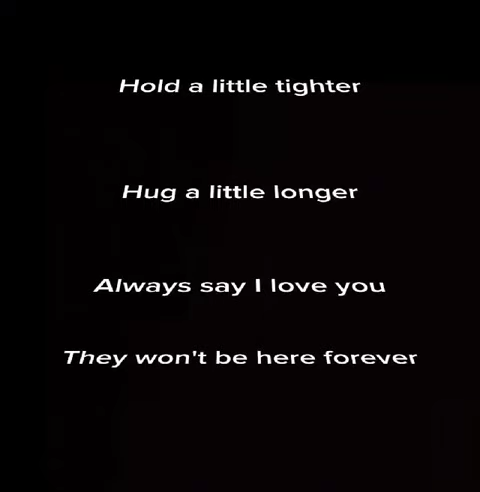 Hold a little tighter
Hug a little longer
Always say I love you
They won't be here forever